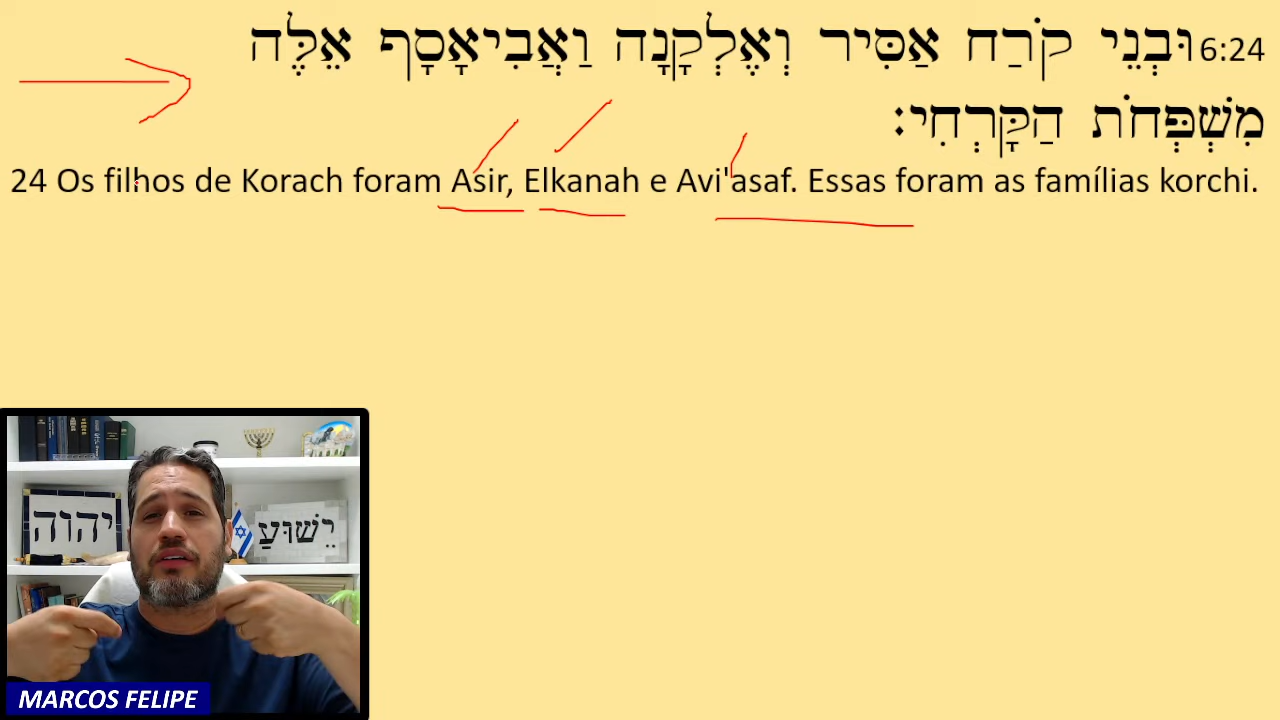 6:24 וּבְנֵי קֹרַח אַסִּיר וְאֶלְקָנָה וַאֲבִיאָסָף אֵלֶּה
מִשְׁפְּחֹת הַקָּרְחִי׃
24 Os filhos de Korach foram Asir, Elkanah e Avi'asaf. Essas foram as famílias korchi.
יהוה
יֵשׁוּעַ
MARCOS FELIPE